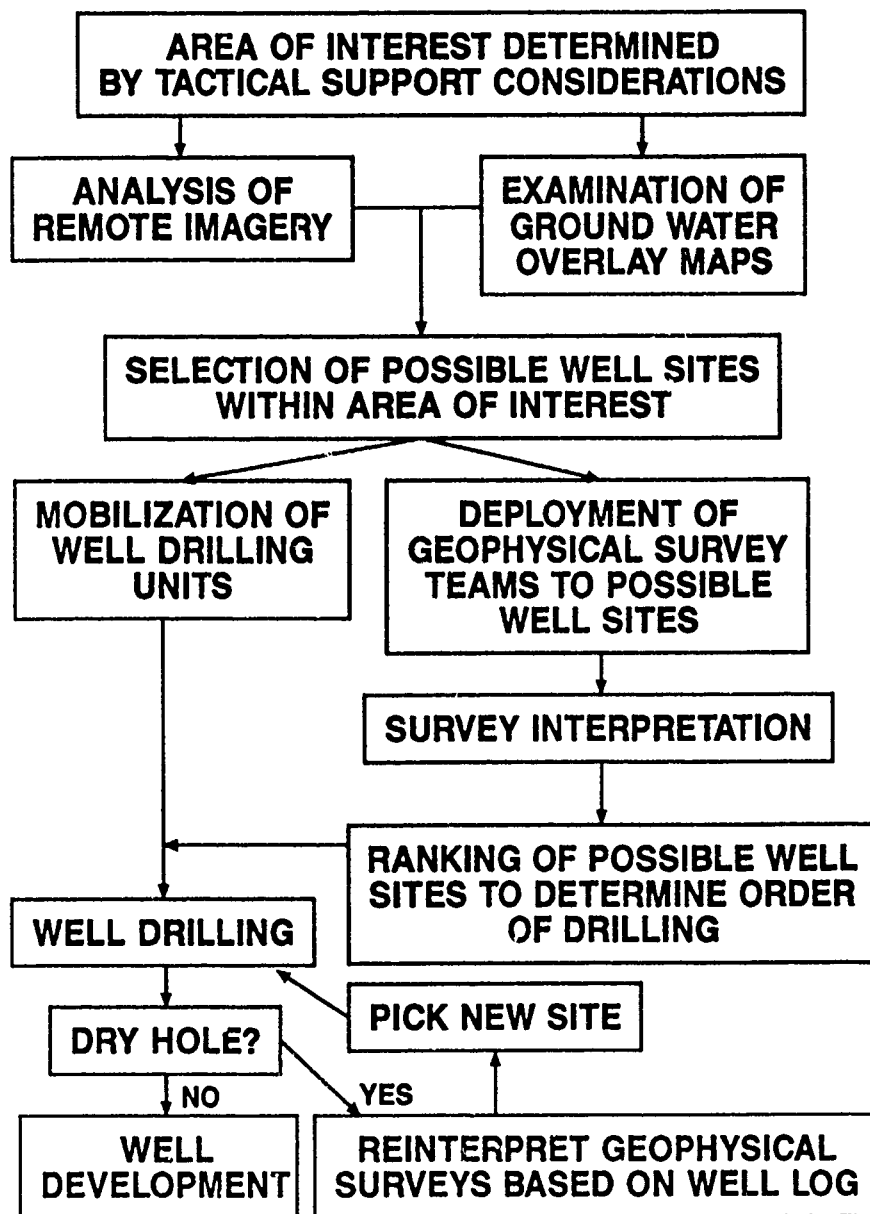 AREA OF INTEREST DETERMINED
BY TACTICAL SUPPORT CONSIDERATIONS
ANALYSIS OF
REMOTE IMAGERY
EXAMINATION OF
GROUND WATER
OVERLAY MAPS
SELECTION OF POSSIBLE WELL SITES
WITHIN AREA OF INTEREST
MOBILIZATION OF
WELL DRILLING
UNITS
DEPLOYMENT OF
GEOPHYSICAL SURVEY
TEAMS TO POSSIBLE
WELL SITES
SURVEY INTERPRETATION
RANKING OF POSSIBLE WELL
SITES TO DETERMINE ORDER
OF DRILLING
WELL DRILLING
PICK NEW SITE
DRY HOLE?
NO
YES
WELL
DEVELOPMENT
REINTERPRET GEOPHYSICAL
SURVEYS BASED ON WELL LOG